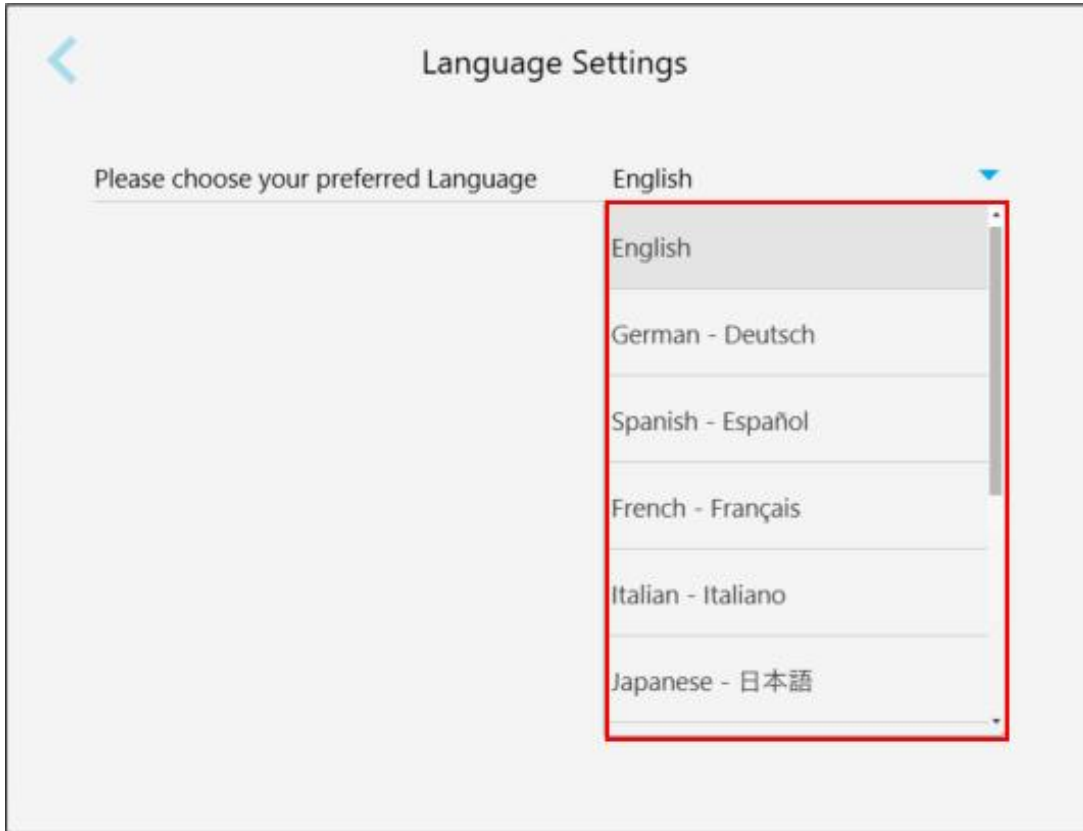 Language Settings
Please choose your preferred Language English
English
German - Deutsch
Spanish - Español
French - Français
Italian - Italiano
Japanese - 日本語